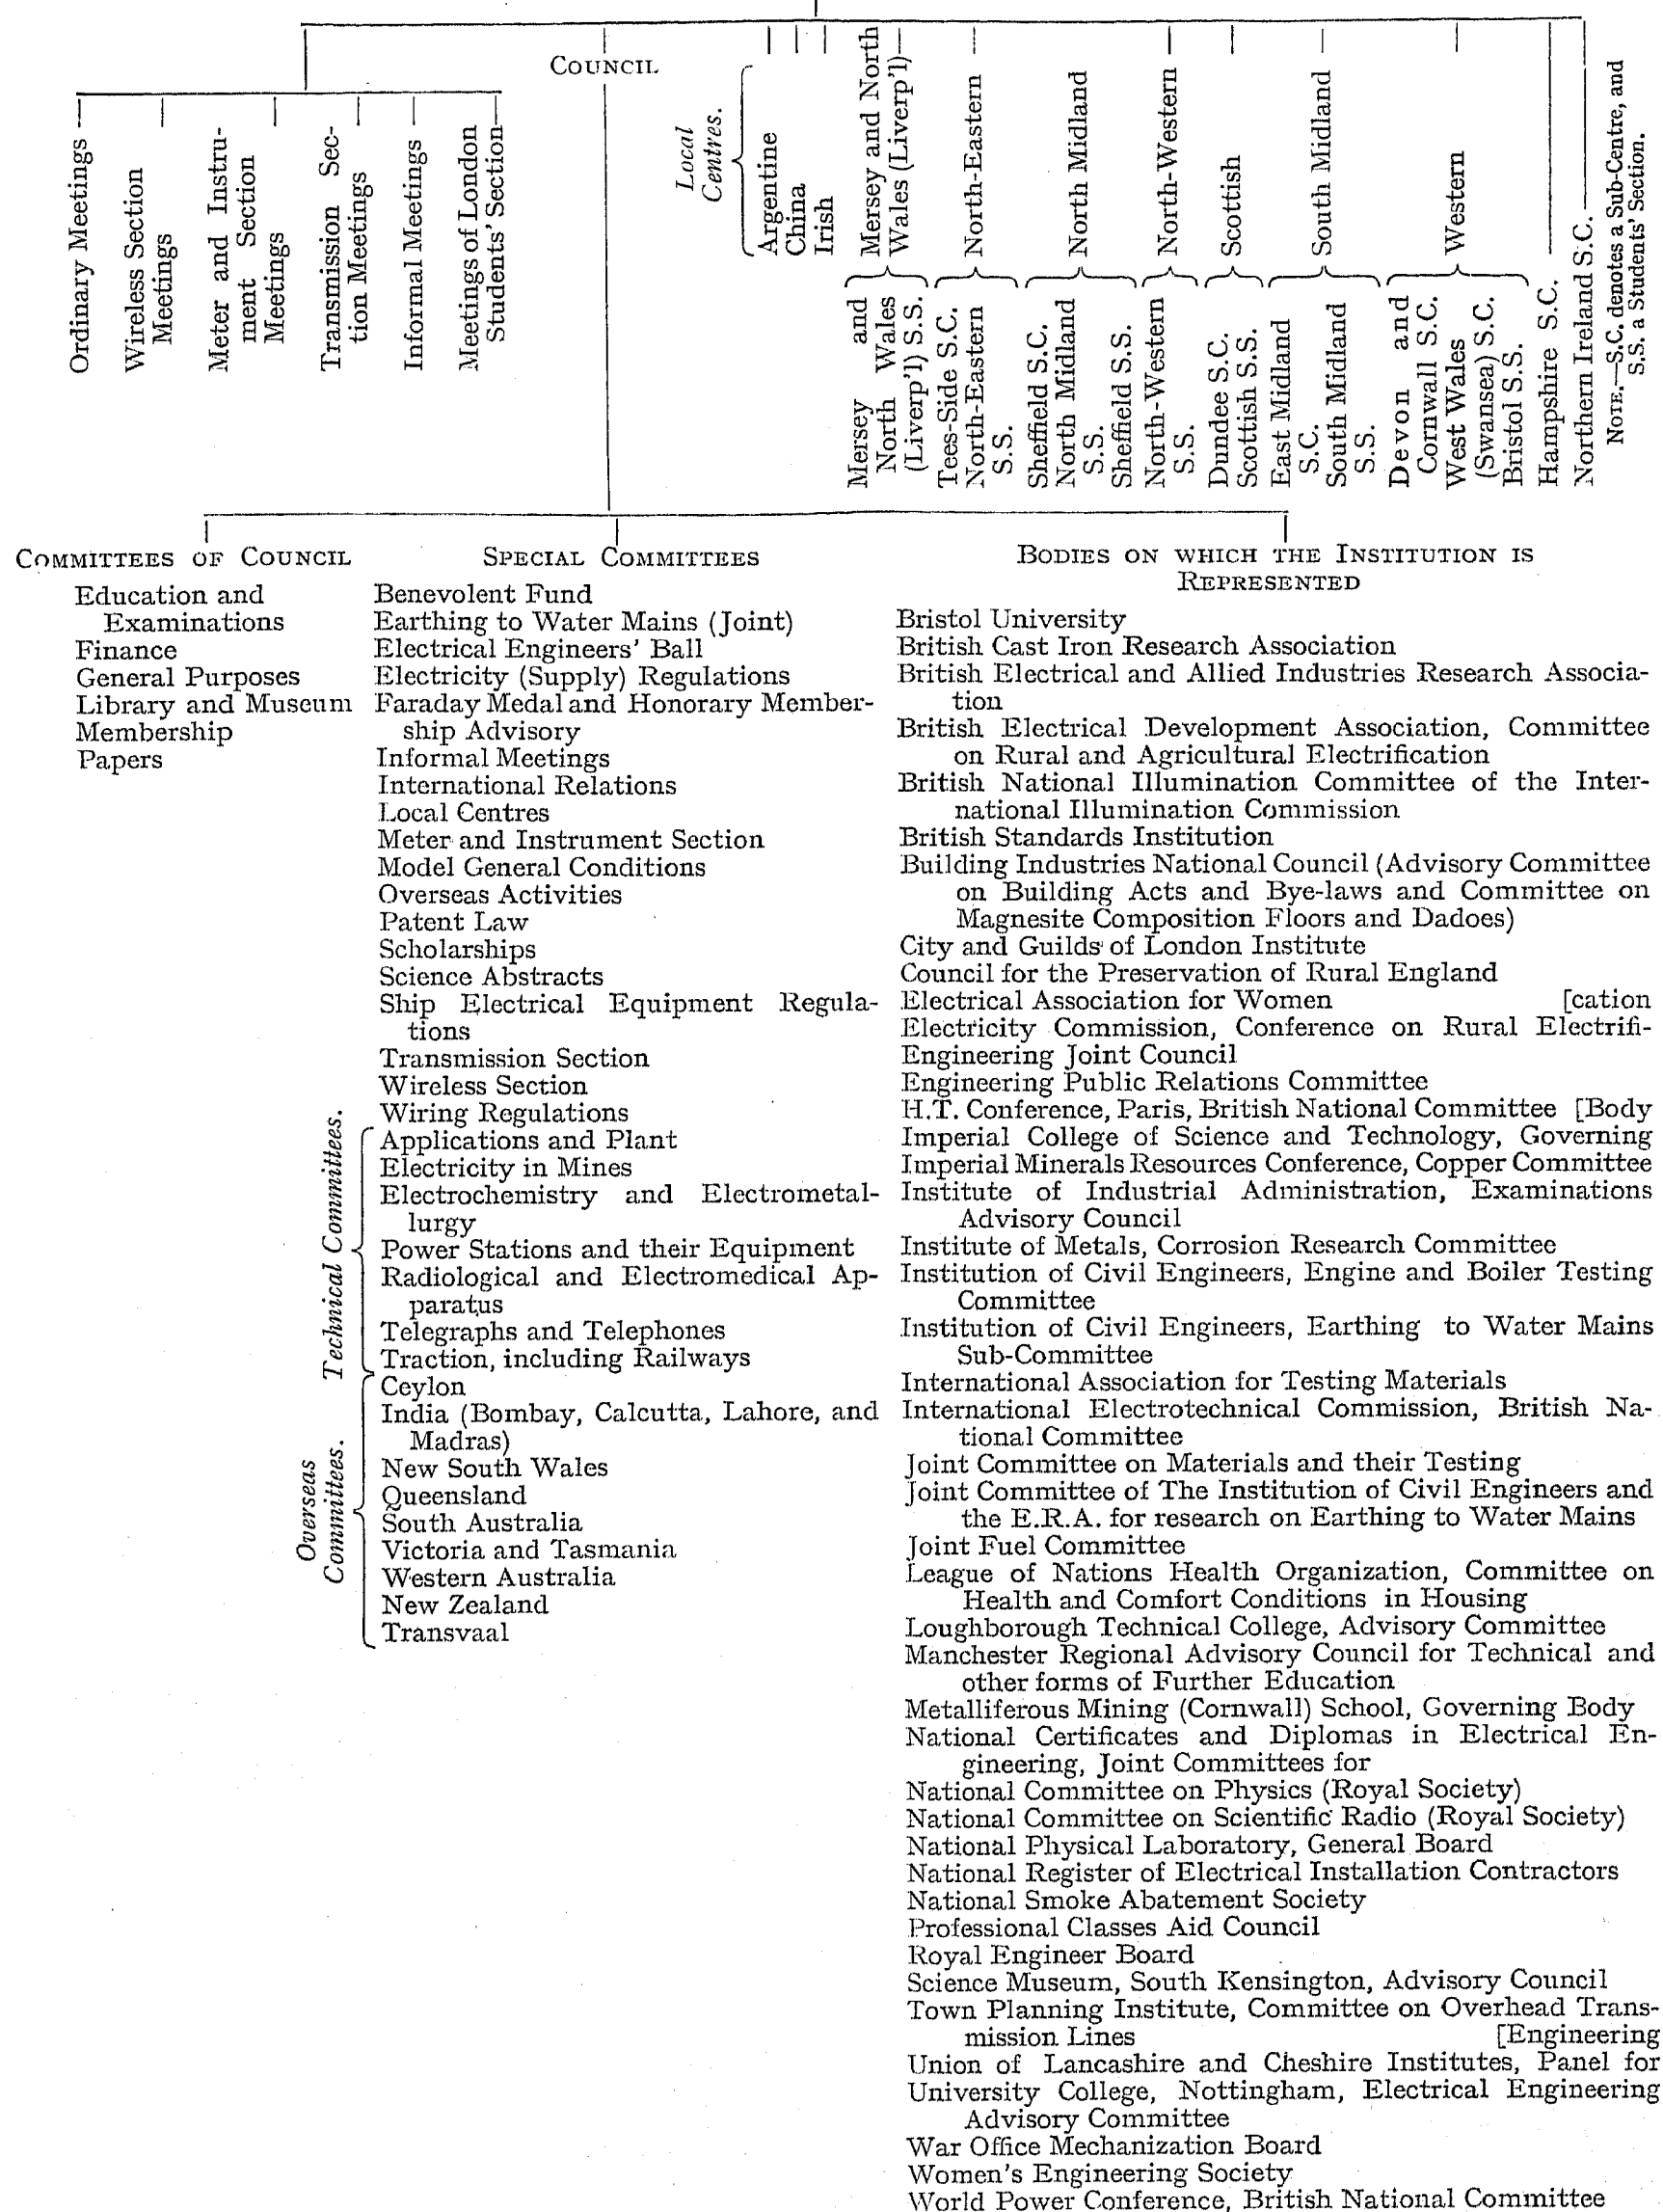 COUNCIL
Ordinary Meetings
Wireless Section
Meetings
Meter and Instru-
ment Section
Meetings
Transmission Sec-
tion Meetings
Informal Meetings
Meetings of London
Students' Section
Local
Centres.
Argentine
China
Irish
Mersey and North
Wales (Liverp'l)
North-Eastern
North Midland
North-Western
Scottish
South Midland
Western
Mersey and
North Wales
(Liverp'l) S.S.
Tees-Side S.C.
North-Eastern
S.S.
Sheffield S.C.
North Midland
S.S.
Sheffield S.S.
North-Western
S.S.
Dundee S.C.
Scottish S.S.
East Midland
S.C.
South Midland
S.S.
Devon and
Cornwall S.C.
West Wales
(Swansea) S.C.
Bristol S.S.
Hampshire S.C.
Northern Ireland S.C.
NOTE.—S.C. denotes a Sub-Centre, and
S.S. a Students' Section.
COMMITTEES OF COUNCIL
Education and
Examinations
Finance
General Purposes
Library and Museum
Membership
Papers
SPECIAL COMMITTEES
Benevolent Fund
Earthing to Water Mains (Joint)
Electrical Engineers' Ball
Electricity (Supply) Regulations
Faraday Medal and Honorary Member-
ship Advisory
Informal Meetings
International Relations
Local Centres
Meter and Instrument Section
Model General Conditions
Overseas Activities
Patent Law
Scholarships
Science Abstracts
Ship Electrical Equipment Regula-
tions
Transmission Section
Wireless Section
Wiring Regulations
Technical Committees.
Applications and Plant
Electricity in Mines
Electrochemistry and Electrometal-
lurgy
Power Stations and their Equipment
Radiological and Electromedical Ap-
paratus
Telegraphs and Telephones
Traction, including Railways
Overseas
Committees.
Ceylon
India (Bombay, Calcutta, Lahore, and
Madras)
New South Wales
Queensland
South Australia
Victoria and Tasmania
Western Australia
New Zealand
Transvaal
BODIES ON WHICH THE INSTITUTION IS
REPRESENTED
Bristol University
British Cast Iron Research Association
British Electrical and Allied Industries Research Associa-
tion
British Electrical Development Association, Committee
on Rural and Agricultural Electrification
British National Illumination Committee of the Inter-
national Illumination Commission
British Standards Institution
Building Industries National Council (Advisory Committee
on Building Acts and Bye-laws and Committee on
Magnesite Composition Floors and Dadoes)
City and Guilds of London Institute
Council for the Preservation of Rural England
Electrical Association for Women [cation
Electricity Commission, Conference on Rural Electrifi-
Engineering Joint Council
Engineering Public Relations Committee
H.T. Conference, Paris, British National Committee [Body
Imperial College of Science and Technology, Governing
Imperial Minerals Resources Conference, Copper Committee
Institute of Industrial Administration, Examinations
Advisory Council
Institute of Metals, Corrosion Research Committee
Institution of Civil Engineers, Engine and Boiler Testing
Committee
Institution of Civil Engineers, Earthing to Water Mains
Sub-Committee
International Association for Testing Materials
International Electrotechnical Commission, British Na-
tional Committee
Joint Committee on Materials and their Testing
Joint Committee of The Institution of Civil Engineers and
the E.R.A. for research on Earthing to Water Mains
Joint Fuel Committee
League of Nations Health Organization, Committee on
Health and Comfort Conditions in Housing
Loughborough Technical College, Advisory Committee
Manchester Regional Advisory Council for Technical and
other forms of Further Education
Metalliferous Mining (Cornwall) School, Governing Body
National Certificates and Diplomas in Electrical En-
gineering, Joint Committees for
National Committee on Physics (Royal Society)
National Committee on Scientific Radio (Royal Society)
National Physical Laboratory, General Board
National Register of Electrical Installation Contractors
National Smoke Abatement Society
Professional Classes Aid Council
Royal Engineer Board
Science Museum, South Kensington, Advisory Council
Town Planning Institute, Committee on Overhead Trans-
mission Lines [Engineering
Union of Lancashire and Cheshire Institutes, Panel for
University College, Nottingham, Electrical Engineering
Advisory Committee
War Office Mechanization Board
Women's Engineering Society
World Power Conference, British National Committee